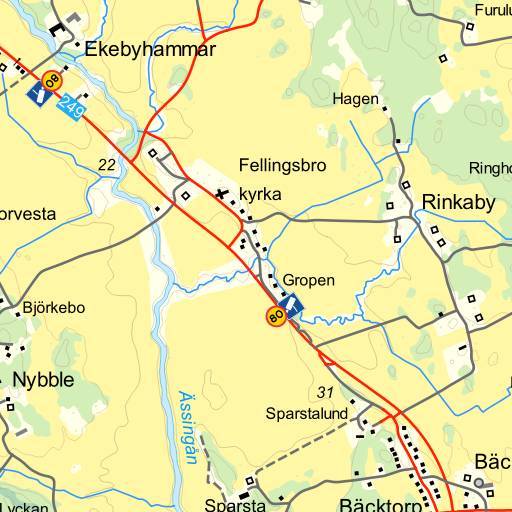 Furulu
Ekebyhammar
80
249
Hagen
22
Fellingsbro
kyrka
Ringho
Rinkaby
orvesta
Gropen
Björkebo
80
Nybble
Ässingån
31
Sparstalund
Bäc
Lyckan
Sparsta
Bäcktorp